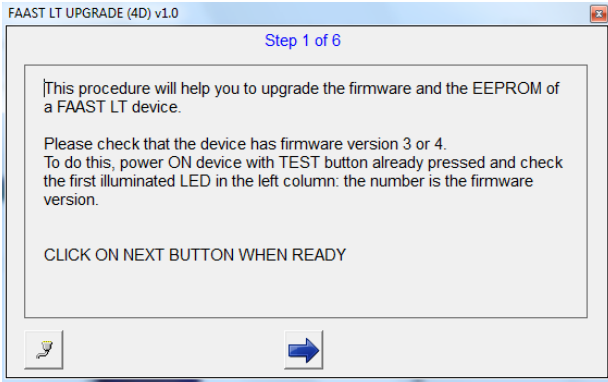 FAAST LT UPGRADE (4D) v1.0
Step 1 of 6
This procedure will help you to upgrade the firmware and the EEPROM of
a FAAST LT device.
Please check that the device has firmware version 3 or 4.
To do this, power ON device with TEST button already pressed and check
the first illuminated LED in the left column: the number is the firmware
version.
CLICK ON NEXT BUTTON WHEN READY